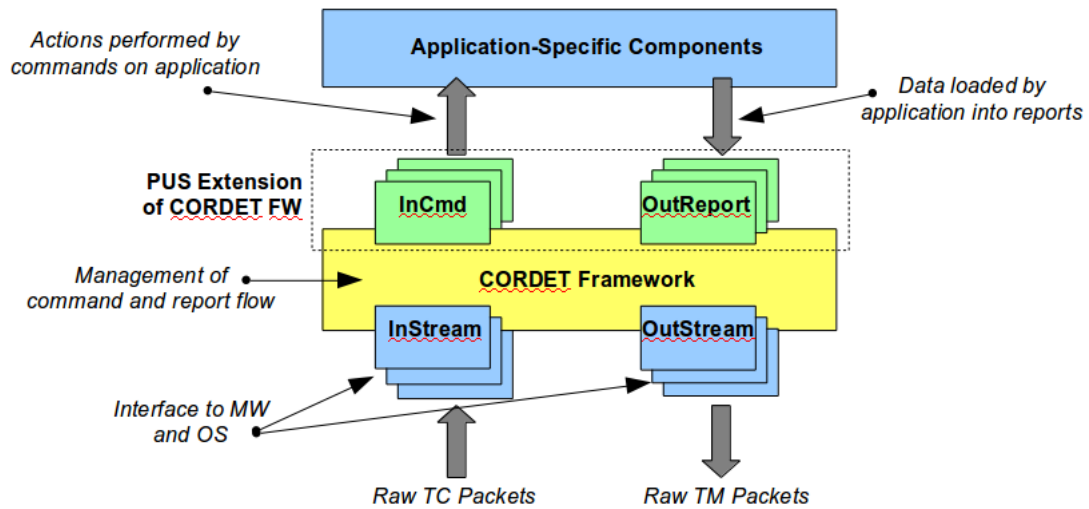 Actions performed by
commands on application
Application-Specific Components
Data loaded by
application into reports
PUS Extension
of CORDET FW
InCmd
OutReport
Management of
command and report flow
CORDET Framework
InStream
OutStream
Interface to MW
and OS
Raw TC Packets
Raw TM Packets